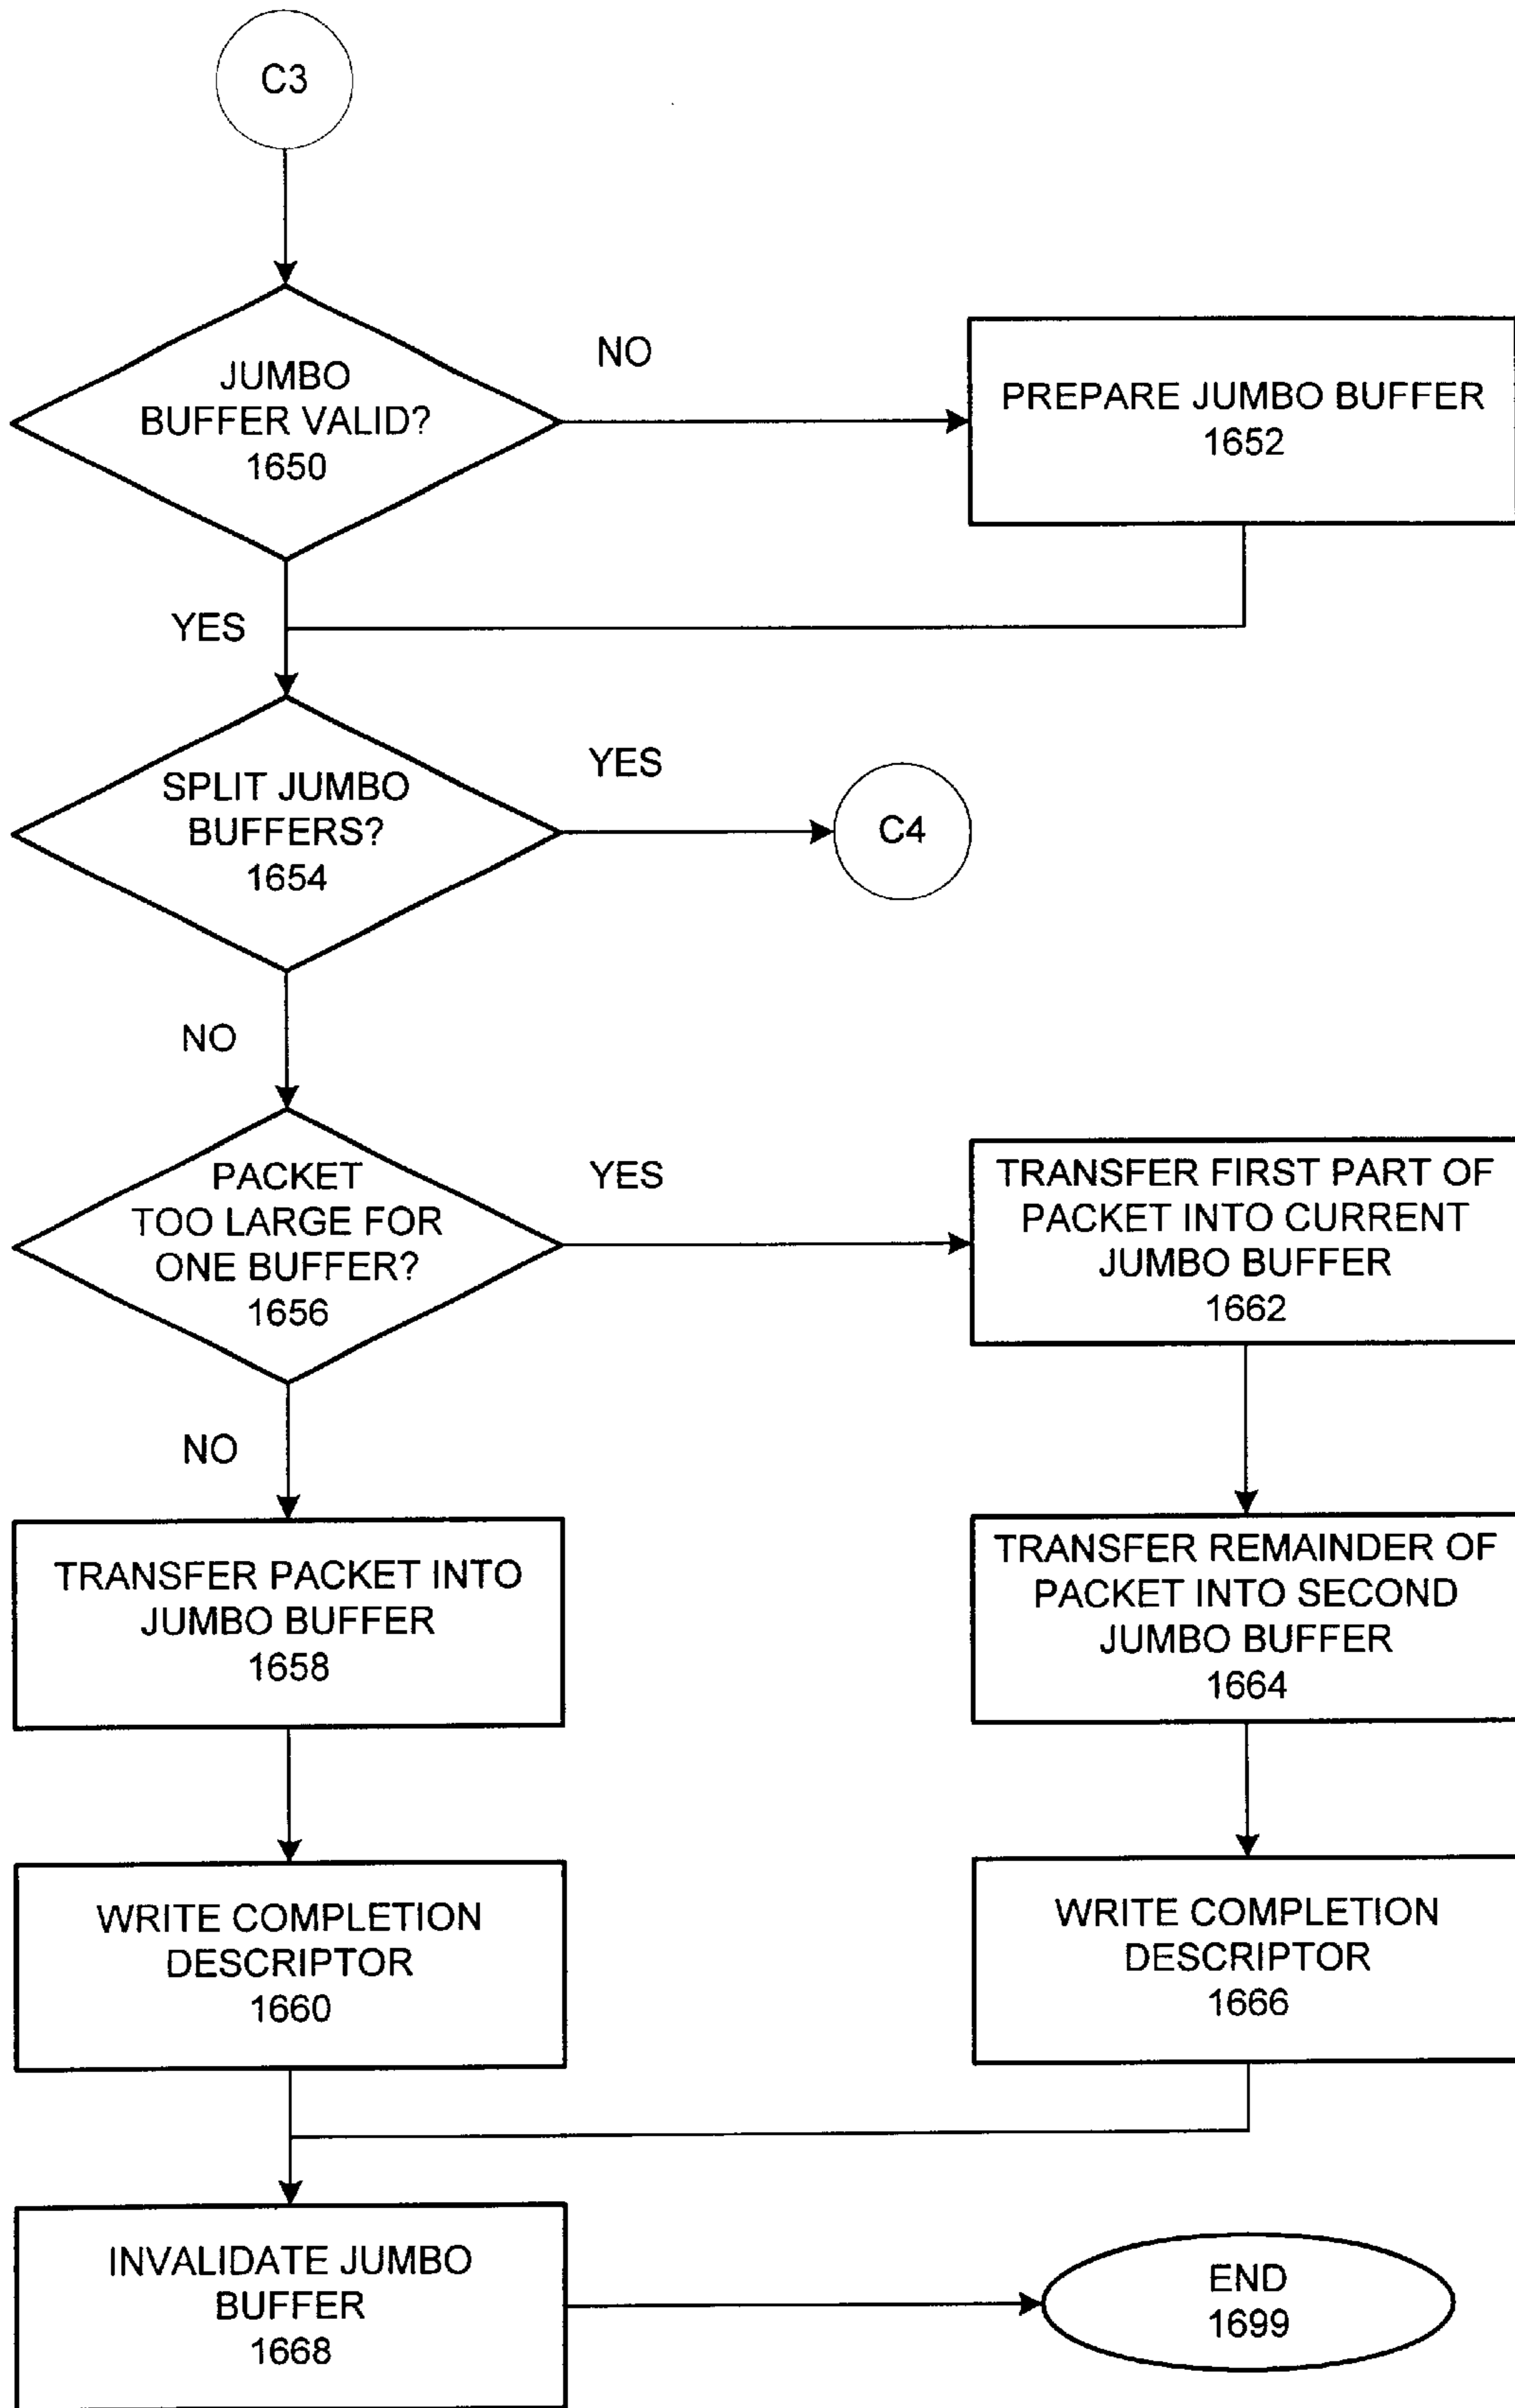 C3
JUMBO
BUFFER VALID?
1650
NO
PREPARE JUMBO BUFFER
1652
YES
SPLIT JUMBO
BUFFERS?
1654
YES
C4
NO
PACKET
TOO LARGE FOR
ONE BUFFER?
1656
YES
TRANSFER FIRST PART OF
PACKET INTO CURRENT
JUMBO BUFFER
1662
NO
TRANSFER PACKET INTO
JUMBO BUFFER
1658
TRANSFER REMAINDER OF
PACKET INTO SECOND
JUMBO BUFFER
1664
WRITE COMPLETION
DESCRIPTOR
1660
WRITE COMPLETION
DESCRIPTOR
1666
INVALIDATE JUMBO
BUFFER
1668
END
1699